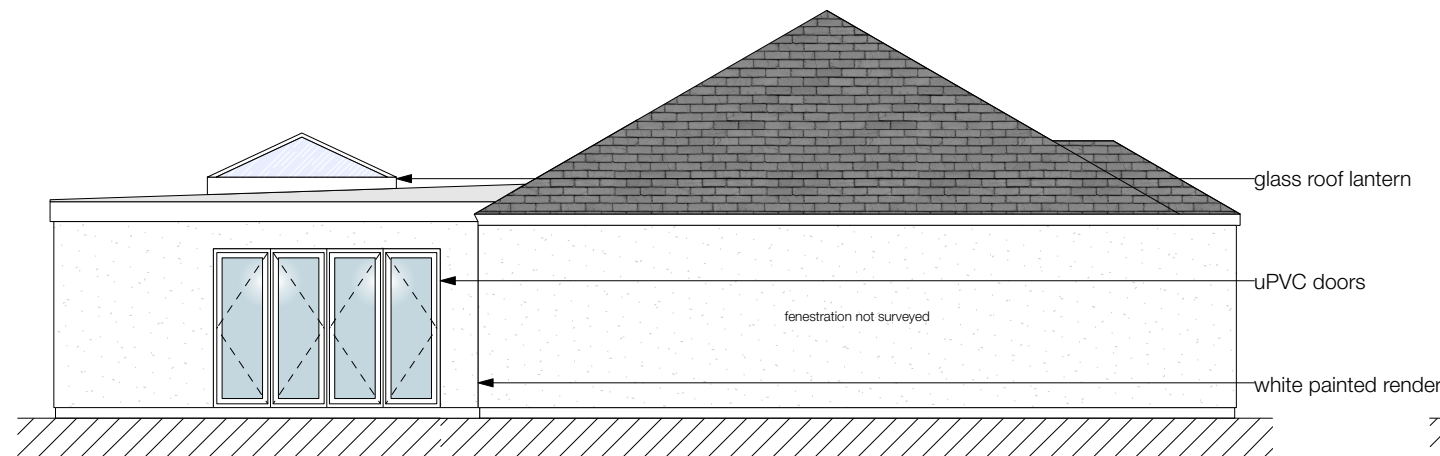 glass roof lantern
uPVC doors
fenestration not surveyed
white painted render